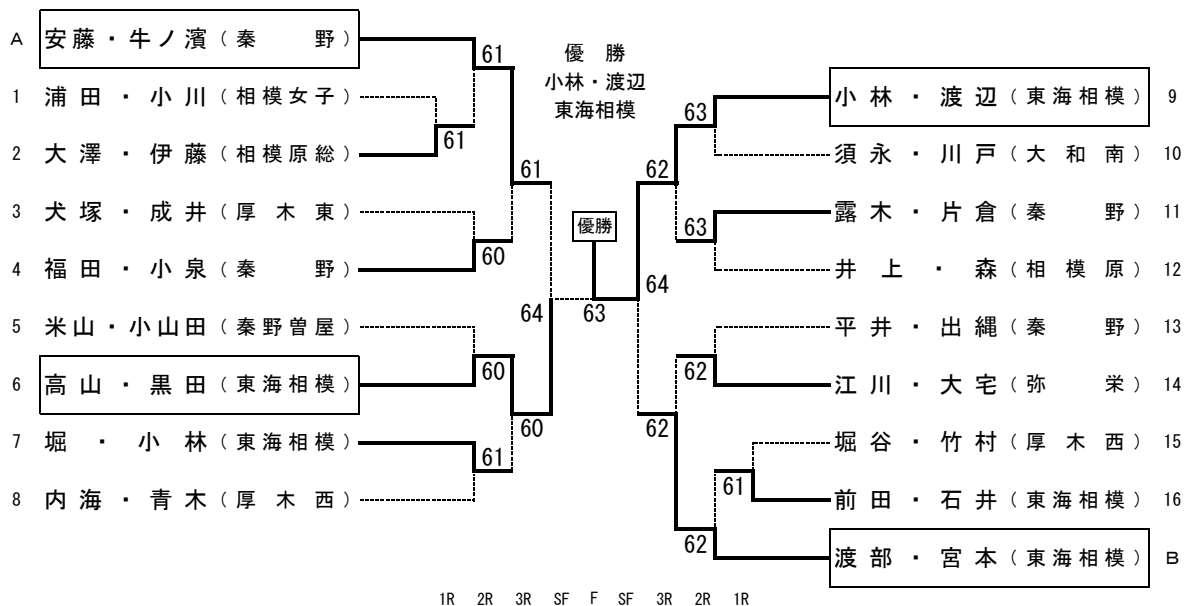 A 安藤・牛ノ濱（秦野）
1 浦田・小川（相模女子）
2 大澤・伊藤（相模原総）
3 犬塚・成井（厚木東）
4 福田・小泉（秦野）
5 米山・小山田（秦野曽屋）
6 高山・黒田（東海相模）
7 堀・小林（東海相模）
8 内海・青木（厚木西）
61
61
60
60
61
61
60
64
優勝
小林・渡辺
東海相模
優勝
63
64
62
62
63
63
62
61
62
小林・渡辺（東海相模） 9
須永・川戸（大和南） 10
露木・片倉（秦野） 11
井上・森（相模原） 12
平井・出縄（秦野） 13
江川・大宅（弥栄） 14
堀谷・竹村（厚木西） 15
前田・石井（東海相模） 16
渡部・宮本（東海相模） B
1R 2R 3R SF F SF 3R 2R 1R